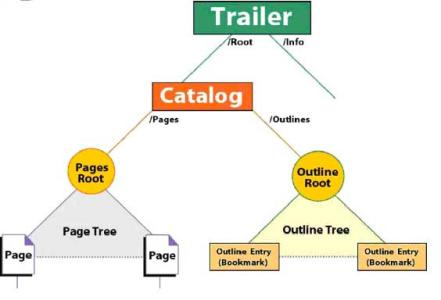 Trailer
/Root
/Info
Catalog
/Pages
/Outlines
Pages
Root
Outline
Root
Page Tree
Outline Tree
Page
Page
Outline Entry
(Bookmark)
Outline Entry
(Bookmark)